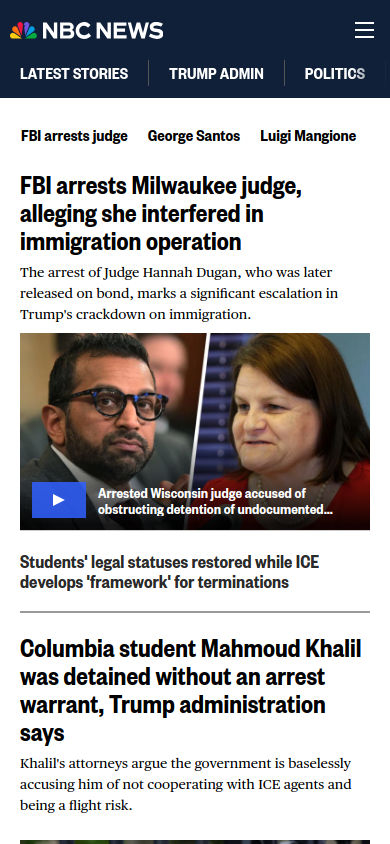 NBC NEWS
LATEST STORIES
TRUMP ADMIN
POLITICS
FBI arrests judge
George Santos
Luigi Mangione
FBI arrests Milwaukee judge,
alleging she interfered in
immigration operation
The arrest of Judge Hannah Dugan, who was later
released on bond, marks a significant escalation in
Trump's crackdown on immigration.
Arrested Wisconsin judge accused of
obstructing detention of undocumented...
Students' legal statuses restored while ICE
develops 'framework' for terminations
Columbia student Mahmoud Khalil
was detained without an arrest
warrant, Trump administration
says
Khalil's attorneys argue the government is baselessly
accusing him of not cooperating with ICE agents and
being a flight risk.